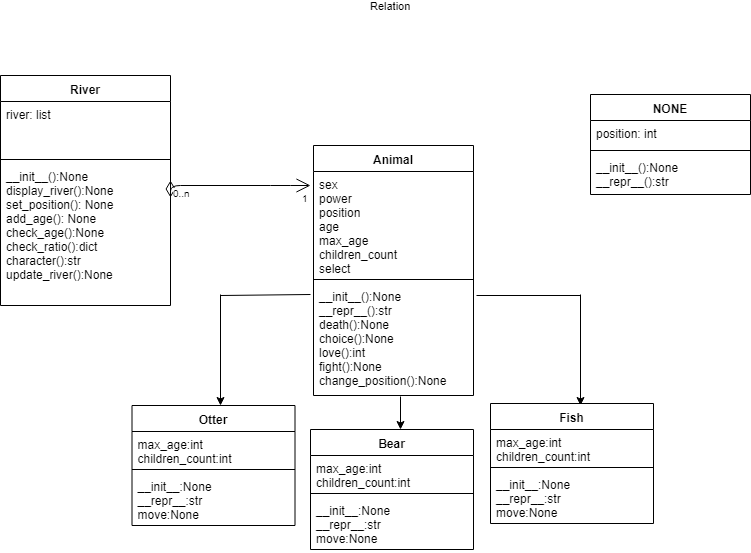 Relation
River
river: list
__init__():None
display_river():None
set_position(): None
add_age(): None
check_age():None
check_ratio():dict
character():str
update_river():None
0..n
1
Animal
sex
power
position
age
max_age
children_count
select
__init__():None
__repr__():str
death():None
choice():None
love():int
fight():None
change_position():None
NONE
position: int
__init__():None
__repr__():str
Otter
max_age:int
children_count:int
__init__:None
__repr__:str
move:None
Bear
max_age:int
children_count:int
__init__:None
__repr__:str
move:None
Fish
max_age:int
children_count:int
__init__:None
__repr__:str
move:None